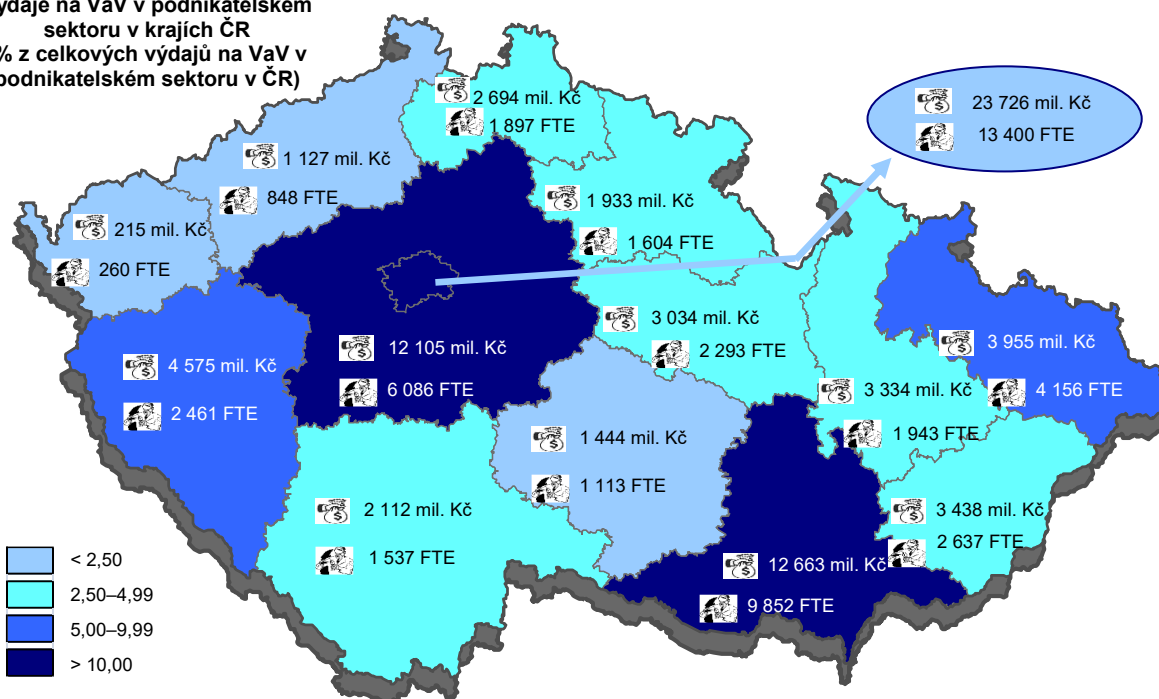 sektoru v krajích ČR
podnikatelském sektoru v ČR)
2 694 mil. Kč
1 897 FTE
23 726 mil. Kč
13 400 FTE
1 127 mil. Kč
848 FTE
215 mil. Kč
260 FTE
1 933 mil. Kč
1 604 FTE
3 034 mil. Kč
2 293 FTE
3 955 mil. Kč
4 156 FTE
12 105 mil. Kč
6 086 FTE
4 575 mil. Kč
2 461 FTE
3 334 mil. Kč
1 943 FTE
1 444 mil. Kč
1 113 FTE
2 112 mil. Kč
1 537 FTE
3 438 mil. Kč
2 637 FTE
12 663 mil. Kč
9 852 FTE
< 2,50
2,50–4,99
5,00–9,99
> 10,00